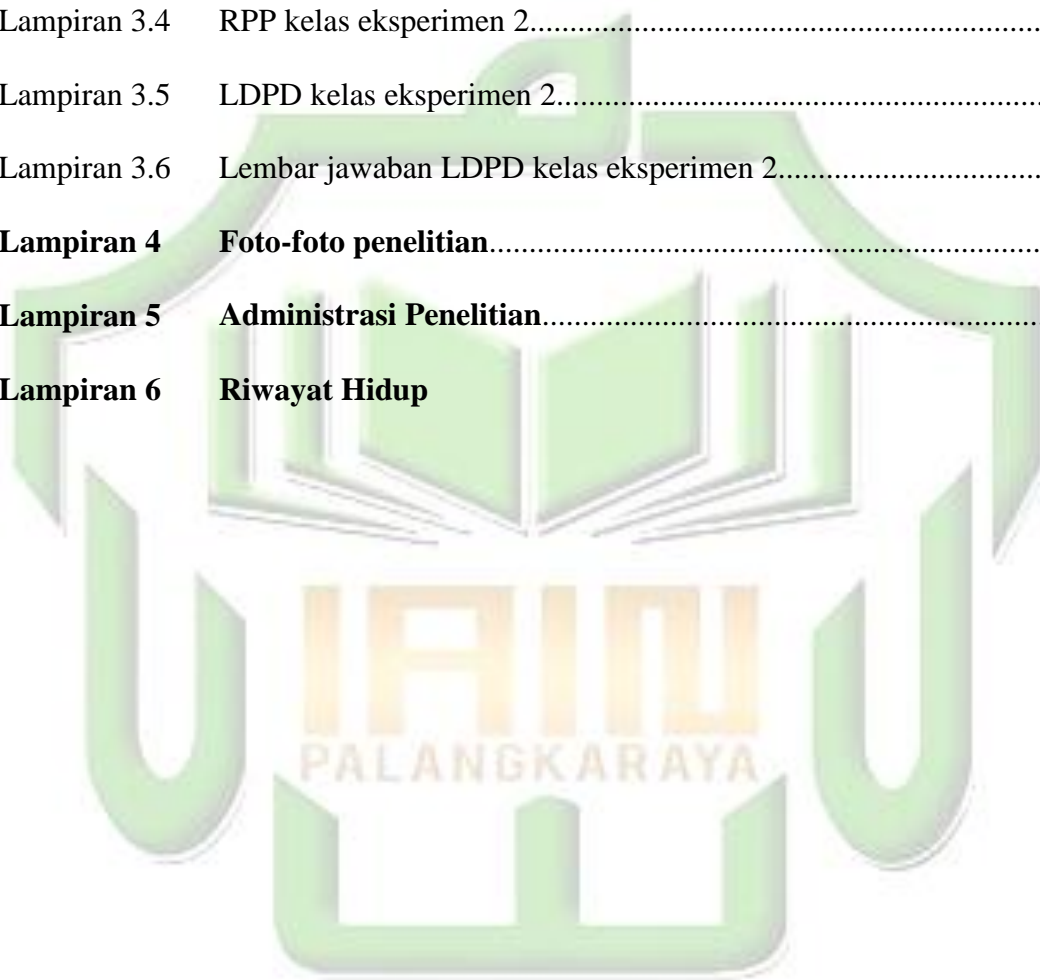 Lampiran 3.4 RPP kelas eksperimen 2..........................................................
Lampiran 3.5 LDPD kelas eksperimen 2.......................................................
Lampiran 3.6 Lembar jawaban LDPD kelas eksperimen 2..............................
Lampiran 4 Foto-foto penelitian................................................................
Lampiran 5 Administrasi Penelitian..........................................................
Lampiran 6 Riwayat Hidup
IAIN
PALANGKARAYA